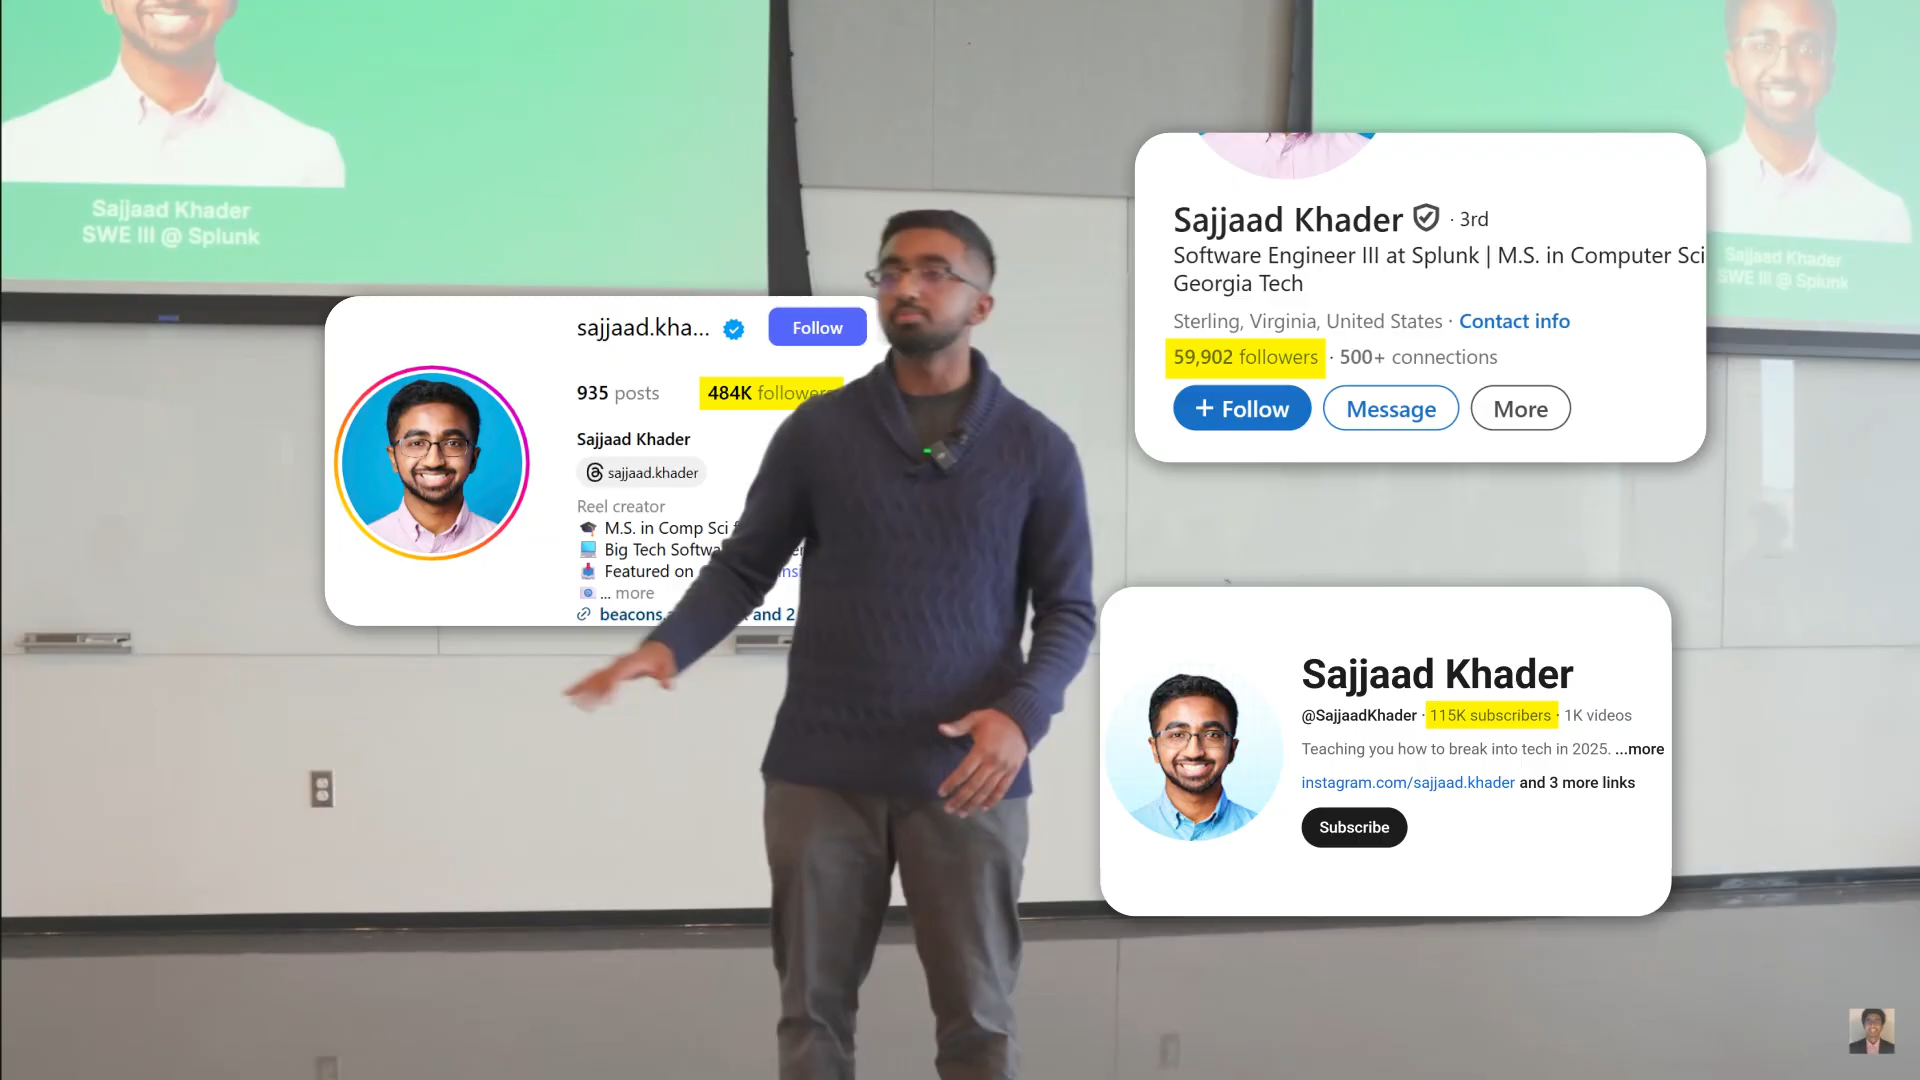 Sajjaad Khader
SWE III @ Splunk
sajjaad.kha...
Follow
935 posts
484K followers
Sajjaad Khader
sajjaad.khader
Reel creator
M.S. in Comp Sci
Big Tech
Featured on
... more
beacons.
and 2
Sajjaad Khader · 3rd
Software Engineer III at Splunk | M.S. in Computer Sci
Georgia Tech
Sterling, Virginia, United States · Contact info
59,902 followers · 500+ connections
+ Follow
Message
More
Sajjaad Khader
SWE III @ Splunk
Sajjaad Khader
@SajjaadKhader · 115K subscribers · 1K videos
Teaching you how to break into tech in 2025. ...more
instagram.com/sajjaad.khader and 3 more links
Subscribe